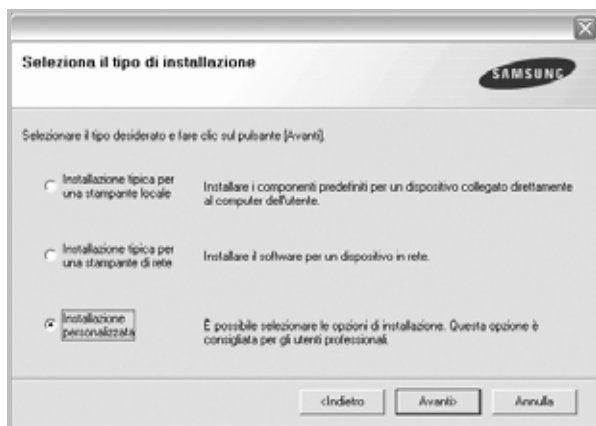 Seleziona il tipo di installazione
SAMSUNG
Selezionare il tipo desiderato e fare clic sul pulsante [Avanti].
Installazione tipica per
una stampante locale
Installare i componenti predefiniti per un dispositivo collegato direttamente
al computer dell'utente.
Installazione tipica per
una stampante di rete
Installare il software per un dispositivo in rete.
Installazione
personalizzata
È possibile selezionare le opzioni di installazione. Questa opzione è
consigliata per gli utenti professionali.
<Indietro
Avanti>
Annulla